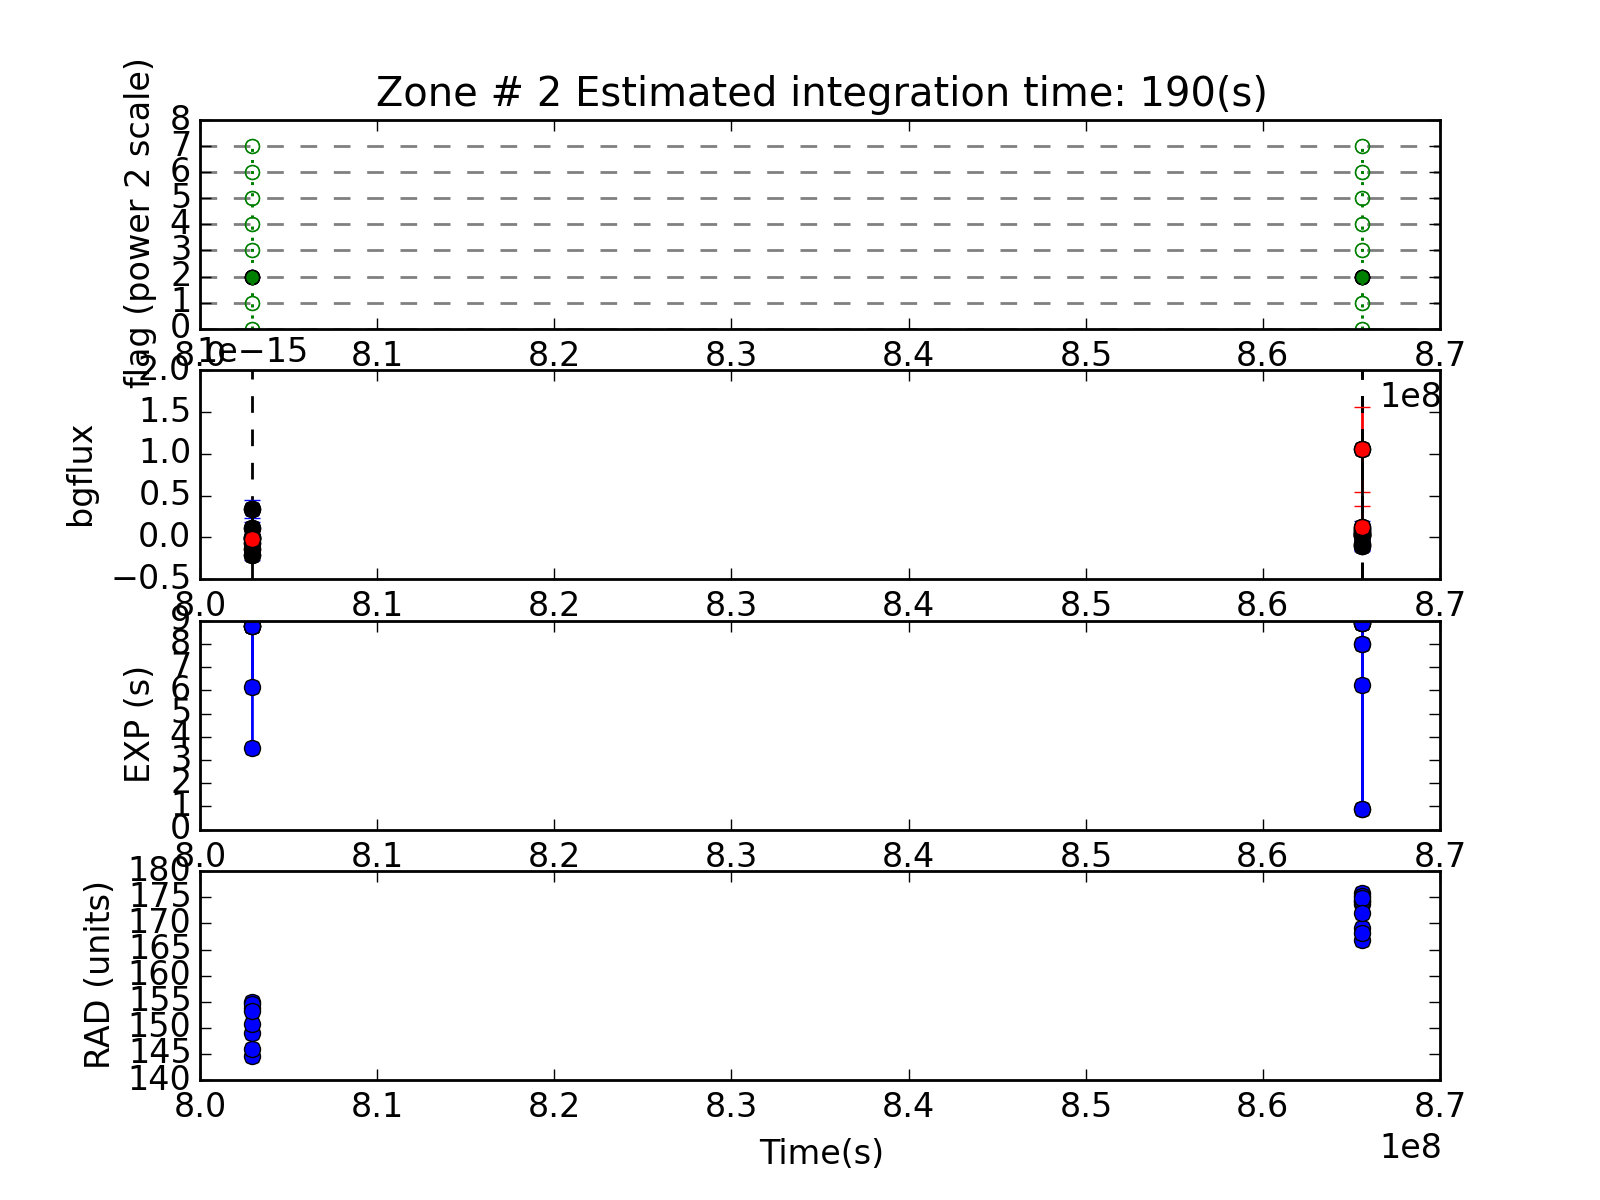 Zone # 2 Estimated integration time: 190(s)
flag (power 2 scale)
8
7
6
5
4
3
2
1
0
8.0 8.1 8.2 8.3 8.4 8.5 8.6 8.7
1e−15
1e8
bgflux
2.0
1.5
1.0
0.5
0.0
−0.5
8.0 8.1 8.2 8.3 8.4 8.5 8.6 8.7
EXP (s)
9
8
7
6
5
4
3
2
1
0
8.0 8.1 8.2 8.3 8.4 8.5 8.6 8.7
RAD (units)
180
175
170
165
160
155
150
145
140
8.0 8.1 8.2 8.3 8.4 8.5 8.6 8.7
Time(s)
1e8